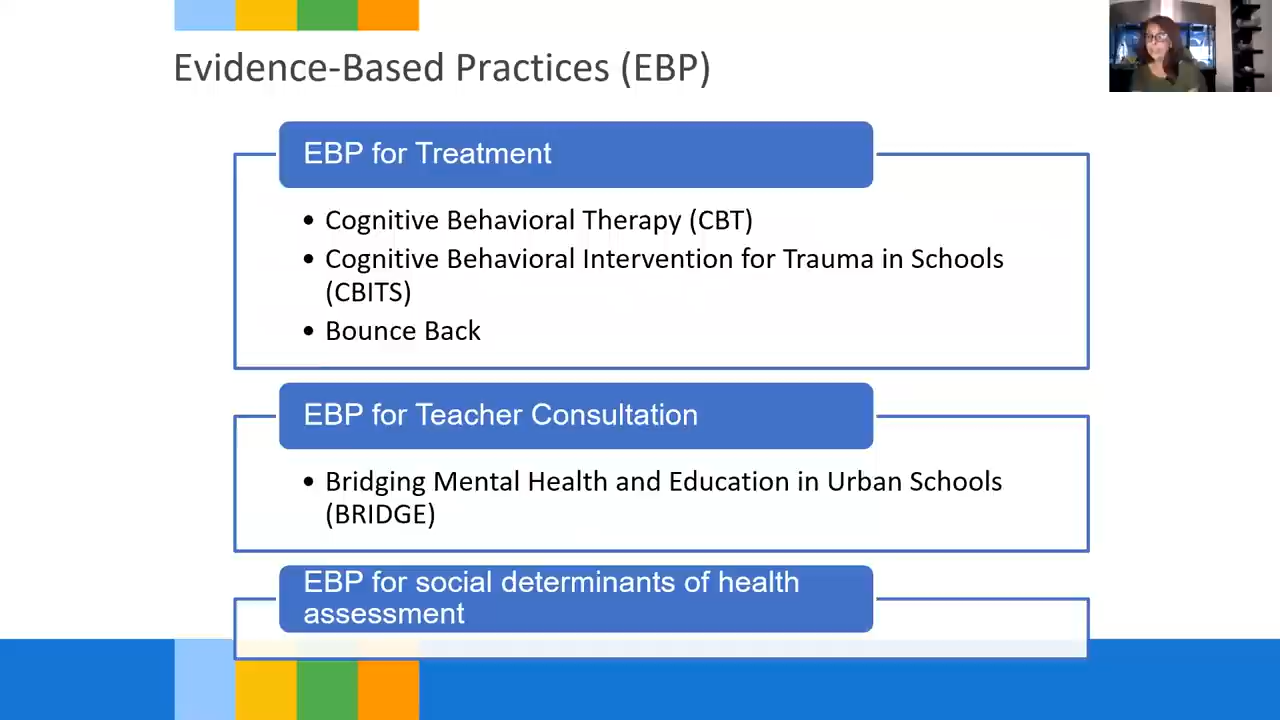 Evidence-Based Practices (EBP)
EBP for Treatment
• Cognitive Behavioral Therapy (CBT)
• Cognitive Behavioral Intervention for Trauma in Schools
(CBITS)
• Bounce Back
EBP for Teacher Consultation
• Bridging Mental Health and Education in Urban Schools
(BRIDGE)
EBP for social determinants of health
assessment